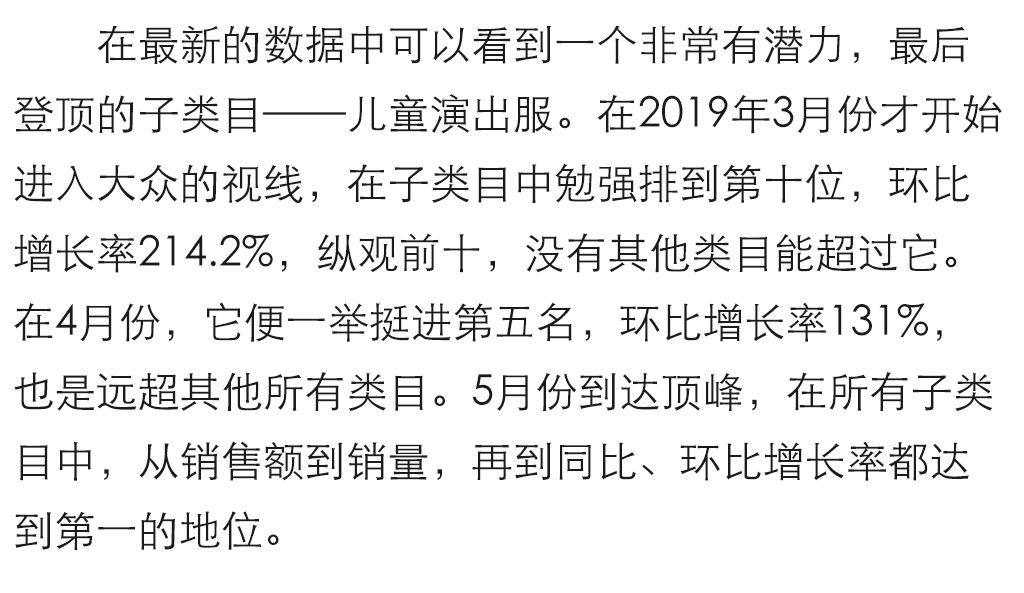 在最新的数据中可以看到一个非常有潜力，最后
登顶的子类目——儿童演出服。在2019年3月份才开始
进入大众的视线，在子类目中勉强排到第十位，环比
增长率214.2%，纵观前十，没有其他类目能超过它。
在4月份，它便一举挺进第五名，环比增长率131%，
也是远超其他所有类目。5月份到达顶峰，在所有子类
目中，从销售额到销量，再到同比、环比增长率都达
到第一的地位。